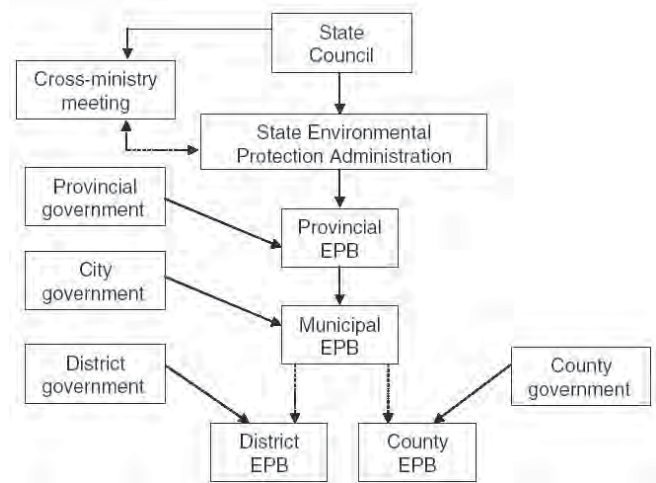 State
Council
Cross-ministry
meeting
State Environmental
Protection Administration
Provincial
government
Provincial
EPB
City
government
Municipal
EPB
District
government
County
government
District
EPB
County
EPB